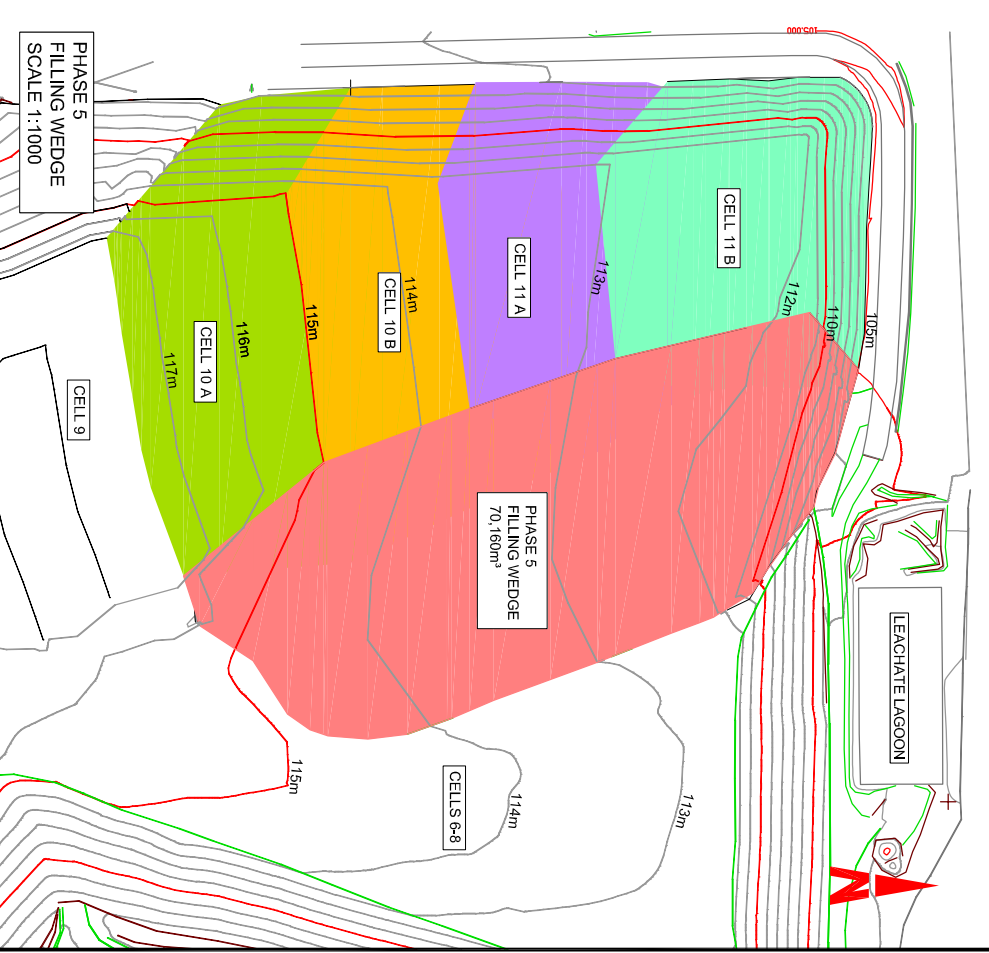 PHASE 5
FILLING WEDGE
SCALE 1:1000
105.000
CELL 11 B
CELL 11 A
CELL 10 B
CELL 10 A
CELL 9
113m
112m
110m
105m
114m
115m
116m
117m
PHASE 5
FILLING WEDGE
70,160m³
LEACHATE LAGOON
CELLS 6-8
115m
114m
113m
N